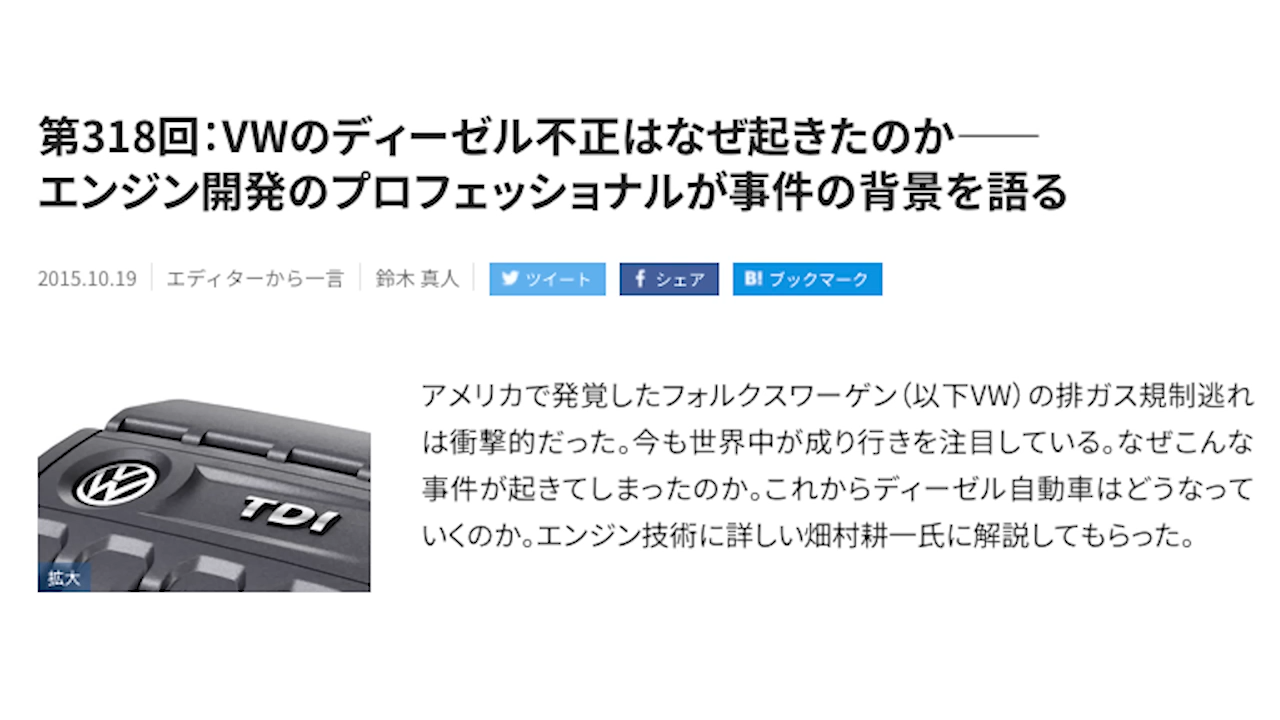 第318回：VWのディーゼル不正はなぜ起きたのか――
エンジン開発のプロフェッショナルが事件の背景を語る
2015.10.19 エディターから一言 鈴木 真人 ツイート シェア B! ブックマーク
アメリカで発覚したフォルクスワーゲン（以下VW）の排ガス規制逃れ
は衝撃的だった。今も世界中が成り行きを注目している。なぜこんな
事件が起きてしまったのか。これからディーゼル自動車はどうなって
いくのか。エンジン技術に詳しい畑村耕一氏に解説してもらった。
TDI
拡大